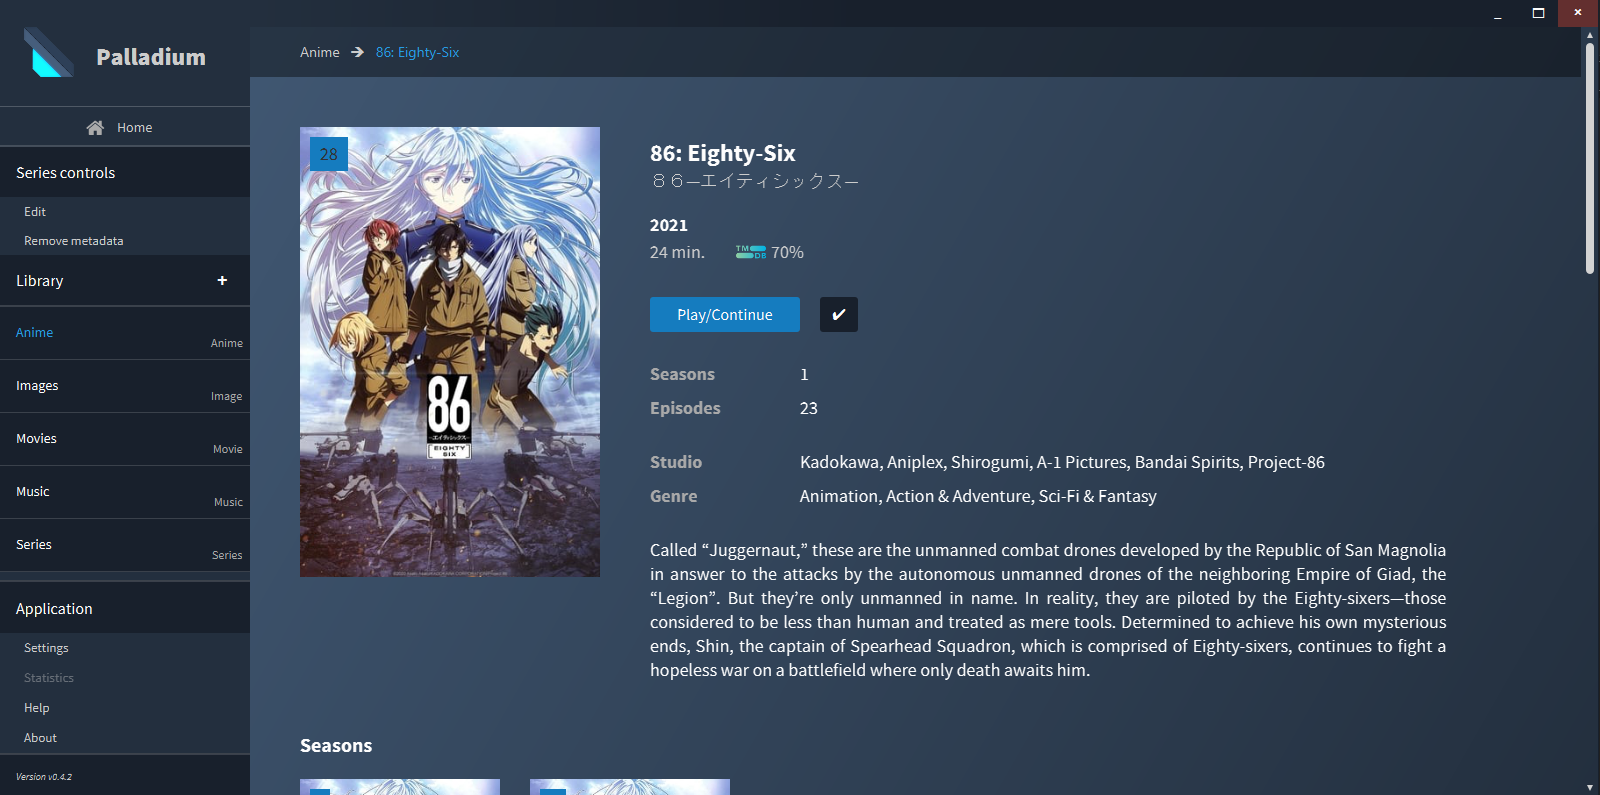 Palladium
Home
Series controls
Edit
Remove metadata
Library +
Anime
Anime
Images
Image
Movies
Movie
Music
Music
Series
Series
Application
Settings
Statistics
Help
About
Version v0.4.2
Anime → 86: Eighty-Six
28
86
─エイティシックス─
EIGHTY
SIX
86: Eighty-Six
８６─エイティシックス─
2021
24 min. TMDB 70%
Play/Continue ✔
Seasons 1
Episodes 23
Studio Kadokawa, Aniplex, Shirogumi, A-1 Pictures, Bandai Spirits, Project-86
Genre Animation, Action & Adventure, Sci-Fi & Fantasy
Called “Juggernaut,” these are the unmanned combat drones developed by the Republic of San Magnolia
in answer to the attacks by the autonomous unmanned drones of the neighboring Empire of Giad, the
“Legion”. But they’re only unmanned in name. In reality, they are piloted by the Eighty-sixers—those
considered to be less than human and treated as mere tools. Determined to achieve his own mysterious
ends, Shin, the captain of Spearhead Squadron, which is comprised of Eighty-sixers, continues to fight a
hopeless war on a battlefield where only death awaits him.
Seasons